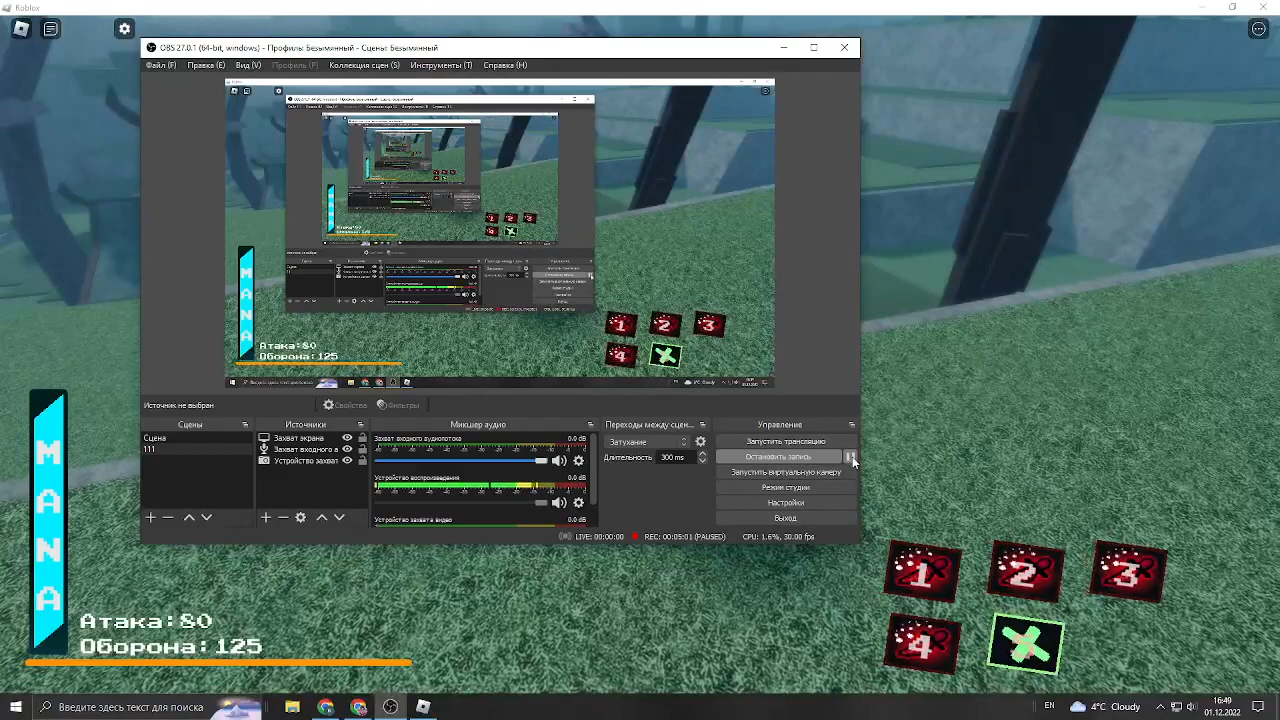 Roblox
OBS 27.0.1 (64-bit, windows) - Профиль: Безымянный - Сцены: Безымянный
Файл (F) Правка (E) Вид (V) Профиль (P) Коллекция сцен (S) Инструменты (T) Справка (H)
M
A
N
A
Атака:80
Оборона:125
1 2 3
4
Источник не выбран Свойства Фильтры
Сцены Источники Микшер аудио Переходы между сцен... Управление
Сцена
111
Захват экрана
Захват входного а
Устройство захват
Захват входного аудиопотока 0.0 dB
Устройство воспроизведения 0.0 dB
Устройство захвата видео 0.0 dB
Затухание
Длительность 300 ms
Запустить трансляцию
Остановить запись
Запустить виртуальную камеру
Режим студии
Настройки
Выход
LIVE: 00:00:00 REC: 00:05:01 (PAUSED) CPU: 1.6%, 30.00 fps
M
A
N
A
Атака:80
Оборона:125
1 2 3
4
Введите здесь текст для поиска
EN 4°C Cloudy
16:49
01.12.2022